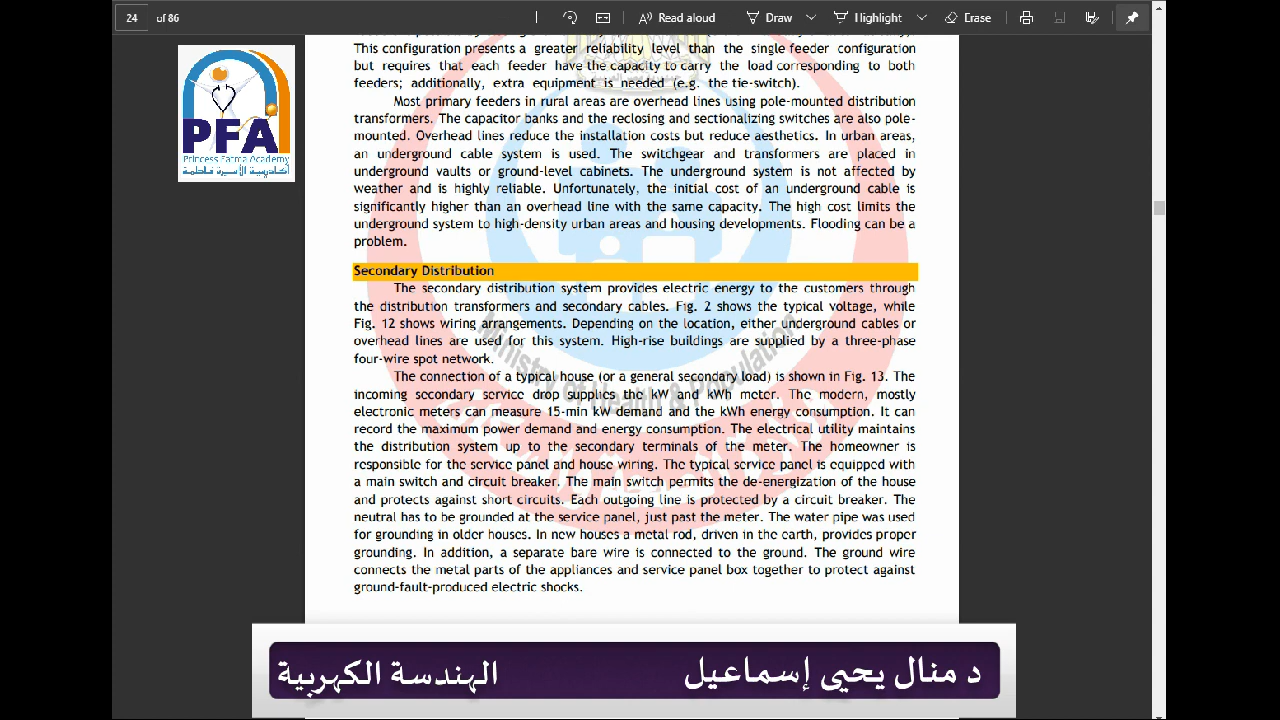 24 of 86
Read aloud
Draw
Highlight
Erase
This configuration presents a greater reliability level than the single feeder configuration
but requires that each feeder have the capacity to carry the load corresponding to both
feeders; additionally, extra equipment is needed (e.g. the tie-switch).
Most primary feeders in rural areas are overhead lines using pole-mounted distribution
transformers. The capacitor banks and the reclosing and sectionalizing switches are also pole-
mounted. Overhead lines reduce the installation costs but reduce aesthetics. In urban areas,
an underground cable system is used. The switchgear and transformers are placed in
underground vaults or ground-level cabinets. The underground system is not affected by
weather and is highly reliable. Unfortunately, the initial cost of an underground cable is
significantly higher than an overhead line with the same capacity. The high cost limits the
underground system to high-density urban areas and housing developments. Flooding can be a
problem.
Secondary Distribution
The secondary distribution system provides electric energy to the customers through
the distribution transformers and secondary cables. Fig. 2 shows the typical voltage, while
Fig. 12 shows wiring arrangements. Depending on the location, either underground cables or
overhead lines are used for this system. High-rise buildings are supplied by a three-phase
four-wire spot network.
The connection of a typical house (or a general secondary load) is shown in Fig. 13. The
incoming secondary service drop supplies the kW and kWh meter. The modern, mostly
electronic meters can measure 15-min kW demand and the kWh energy consumption. It can
record the maximum power demand and energy consumption. The electrical utility maintains
the distribution system up to the secondary terminals of the meter. The homeowner is
responsible for the service panel and house wiring. The typical service panel is equipped with
a main switch and circuit breaker. The main switch permits the de-energization of the house
and protects against short circuits. Each outgoing line is protected by a circuit breaker. The
neutral has to be grounded at the service panel, just past the meter. The water pipe was used
for grounding in older houses. In new houses a metal rod, driven in the earth, provides proper
grounding. In addition, a separate bare wire is connected to the ground. The ground wire
connects the metal parts of the appliances and service panel box together to protect against
ground-fault-produced electric shocks.
Ministry of Health & Population
PFA
Princess Fatma Academy
أكاديمية الأميرة فاطمة
د منال يحيى إسماعيل
الهندسة الكهربية